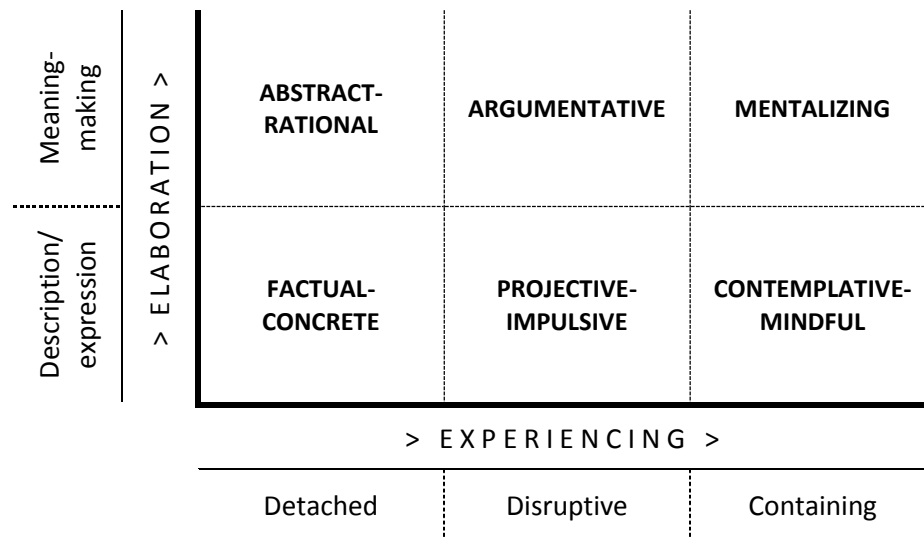 Meaning-
making
> ELABORATION >
ABSTRACT-
RATIONAL
ARGUMENTATIVE
MENTALIZING
Description/
expression
FACTUAL-
CONCRETE
PROJECTIVE-
IMPULSIVE
CONTEMPLATIVE-
MINDFUL
> EXPERIENCING >
Detached
Disruptive
Containing